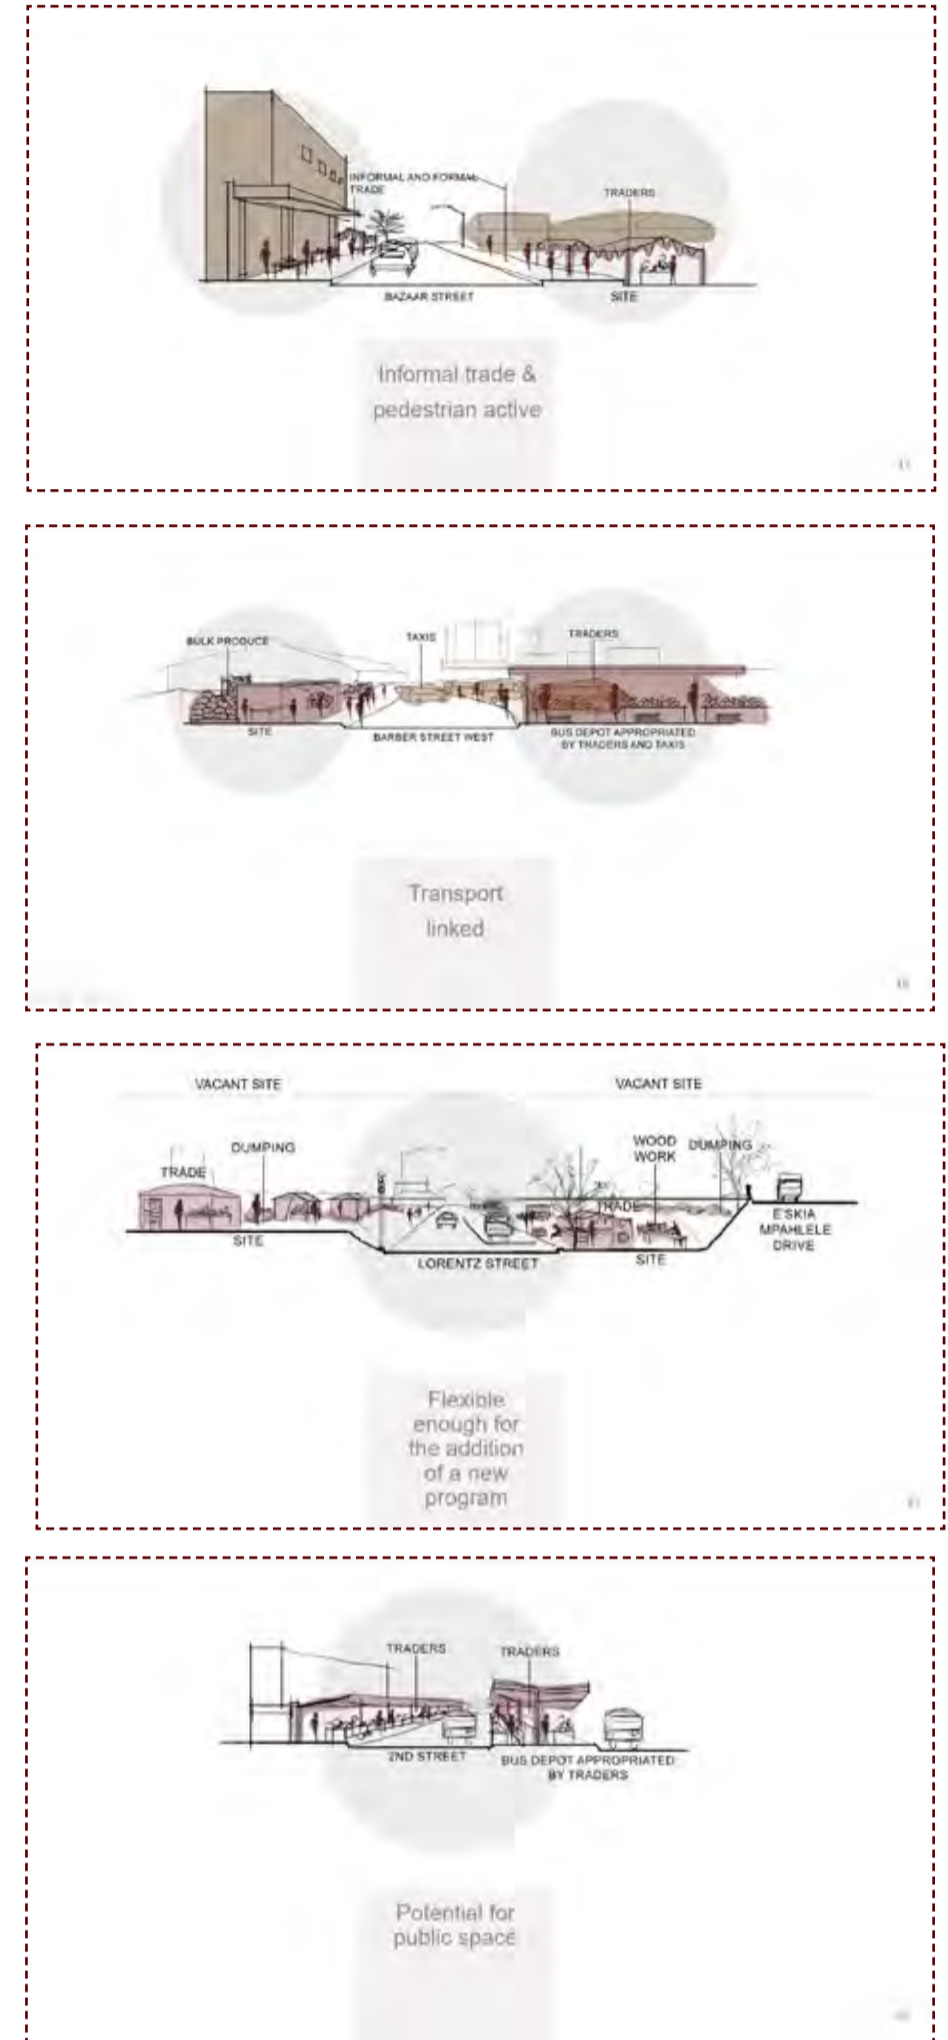 INFORMAL AND FORMAL
TRADE
TRADERS
BAZAAR STREET
SITE
Informal trade &
pedestrian active
BULK PRODUCE
TAXIS
TRADERS
SITE
BARBER STREET WEST
BUS DEPOT APPROPRIATED
BY TRADERS AND TAXIS
Transport
linked
VACANT SITE
VACANT SITE
DUMPING
TRADE
WOOD
WORK
DUMPING
TRADE
SITE
LORENTZ STREET
SITE
E'SKIA
MPAHLELE
DRIVE
Flexible
enough for
the addition
of a new
program
TRADERS
TRADERS
2ND STREET
BUS DEPOT APPROPRIATED
BY TRADERS
Potential for
public space